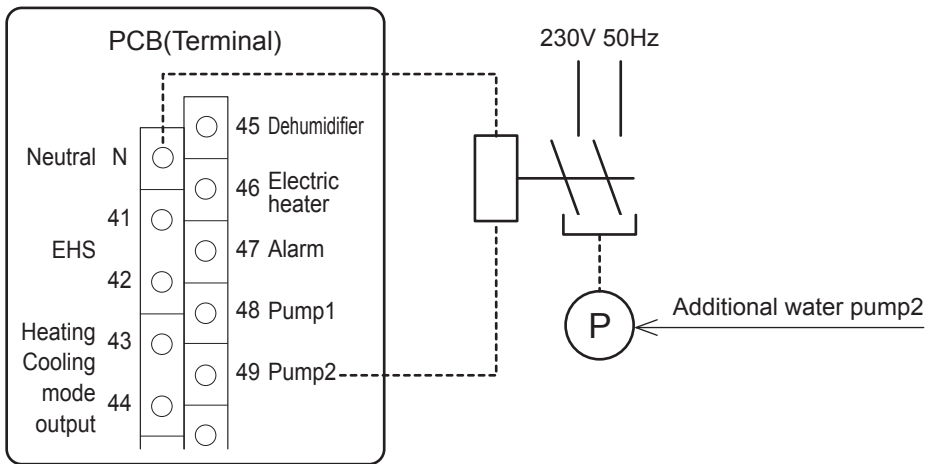 PCB(Terminal)
230V 50Hz
Neutral N
41
EHS
42
Heating
Cooling
mode
output
43
44
45 Dehumidifier
46 Electric
heater
47 Alarm
48 Pump1
49 Pump2
P
Additional water pump2